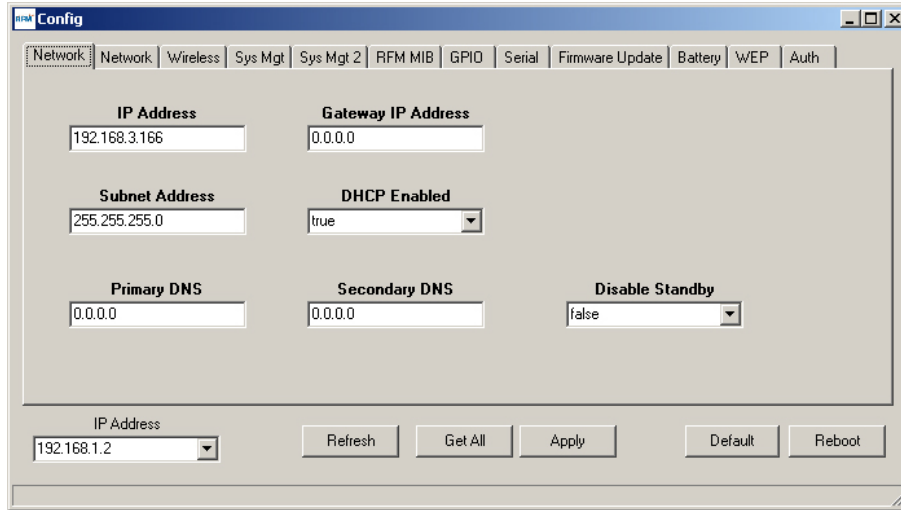 Config
Network Network Wireless Sys Mgt Sys Mgt 2 RFM MIB GPIO Serial Firmware Update Battery WEP Auth
IP Address Gateway IP Address
192.168.3.166 0.0.0.0
Subnet Address DHCP Enabled
255.255.255.0 true
Primary DNS Secondary DNS Disable Standby
0.0.0.0 0.0.0.0 false
IP Address
192.168.1.2 Refresh Get All Apply Default Reboot